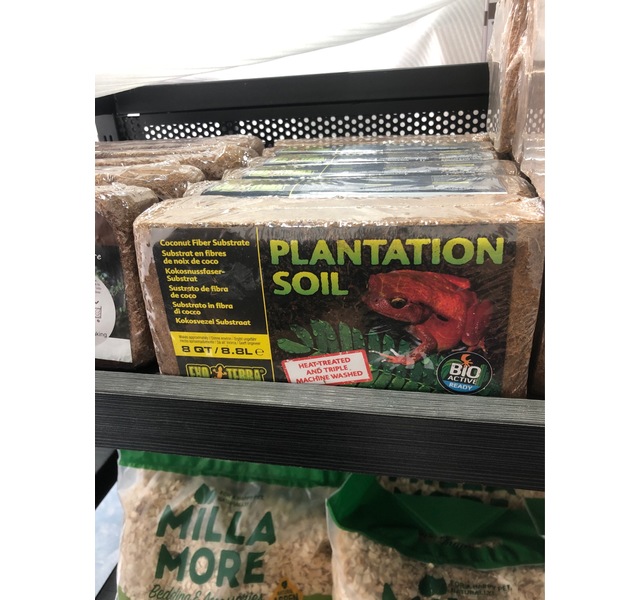 Coconut Fiber Substrate
Substrat en fibres
de noix de coco
Kokosnussfaser-
Substrat
Sustrato de fibra
de coco
Substrato in fibra
di cocco
Kokosvezel Substraat
8 QT/8.8L e
EXO TERRA
PLANTATION
SOIL
HEAT-TREATED
AND TRIPLE
MACHINE WASHED
BIO
ACTIVE
READY
MILLA
MORE
Bedding & Accessories